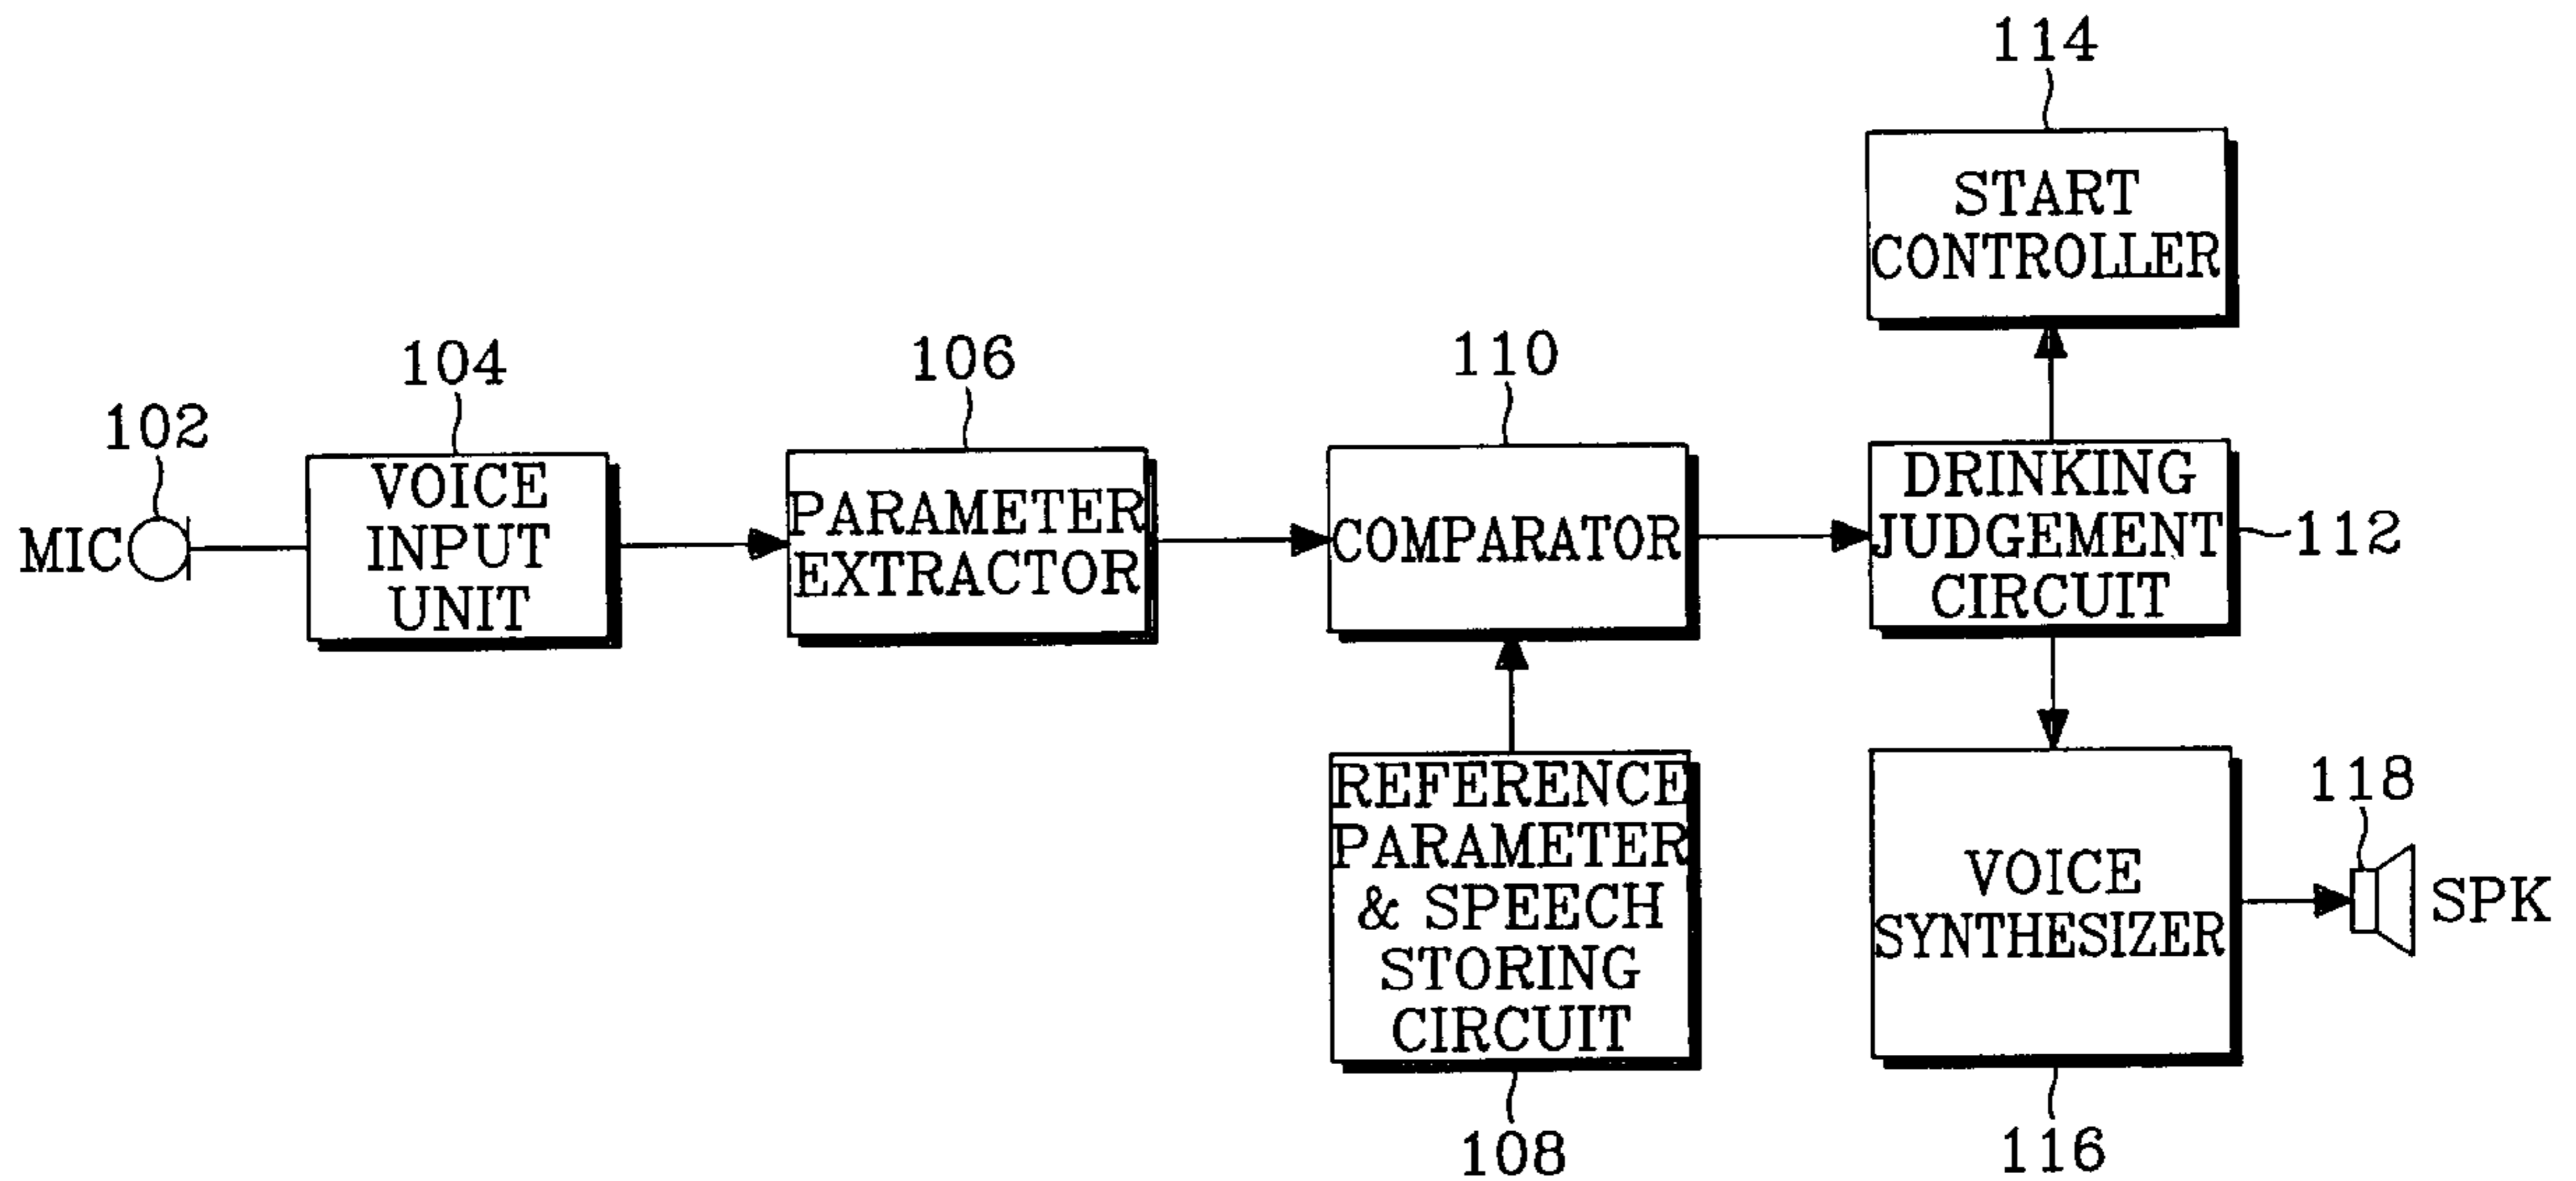 114
START
CONTROLLER
104
106
110
102
MIC
VOICE
INPUT
UNIT
PARAMETER
EXTRACTOR
COMPARATOR
DRINKING
JUDGEMENT
CIRCUIT
112
REFERENCE
PARAMETER
& SPEECH
STORING
CIRCUIT
108
VOICE
SYNTHESIZER
116
118
SPK